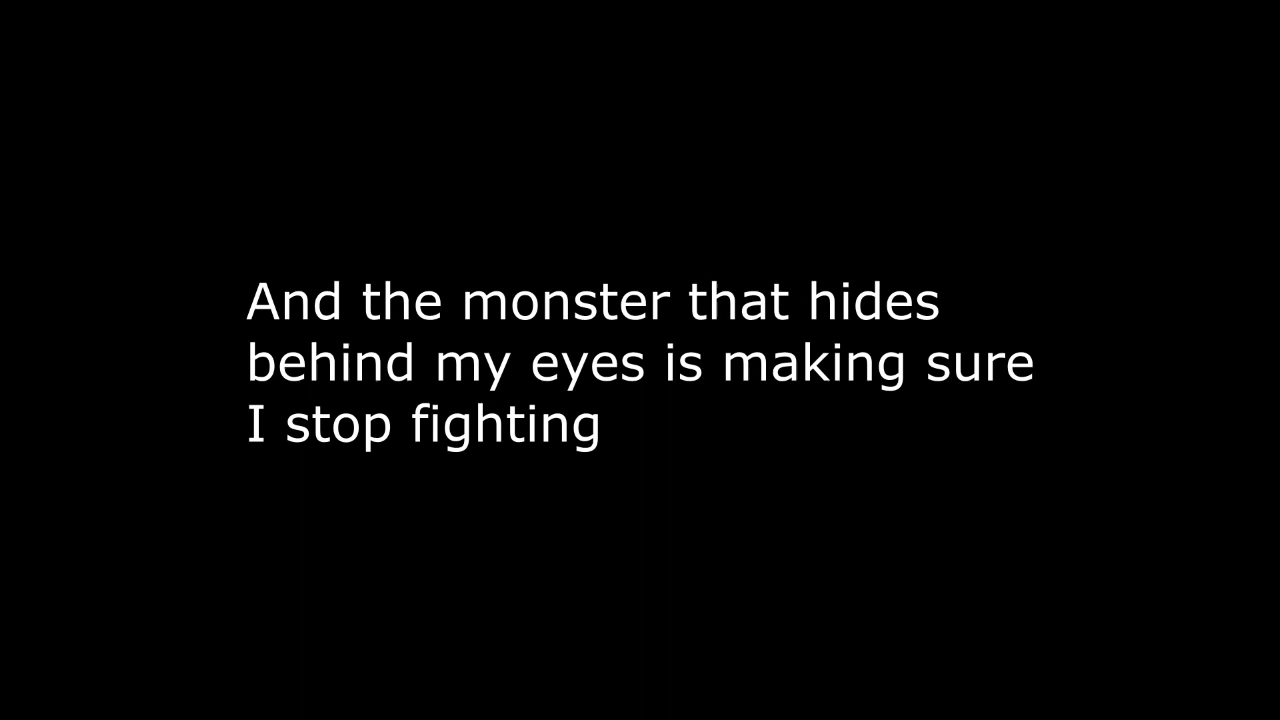 And the monster that hides
behind my eyes is making sure
I stop fighting